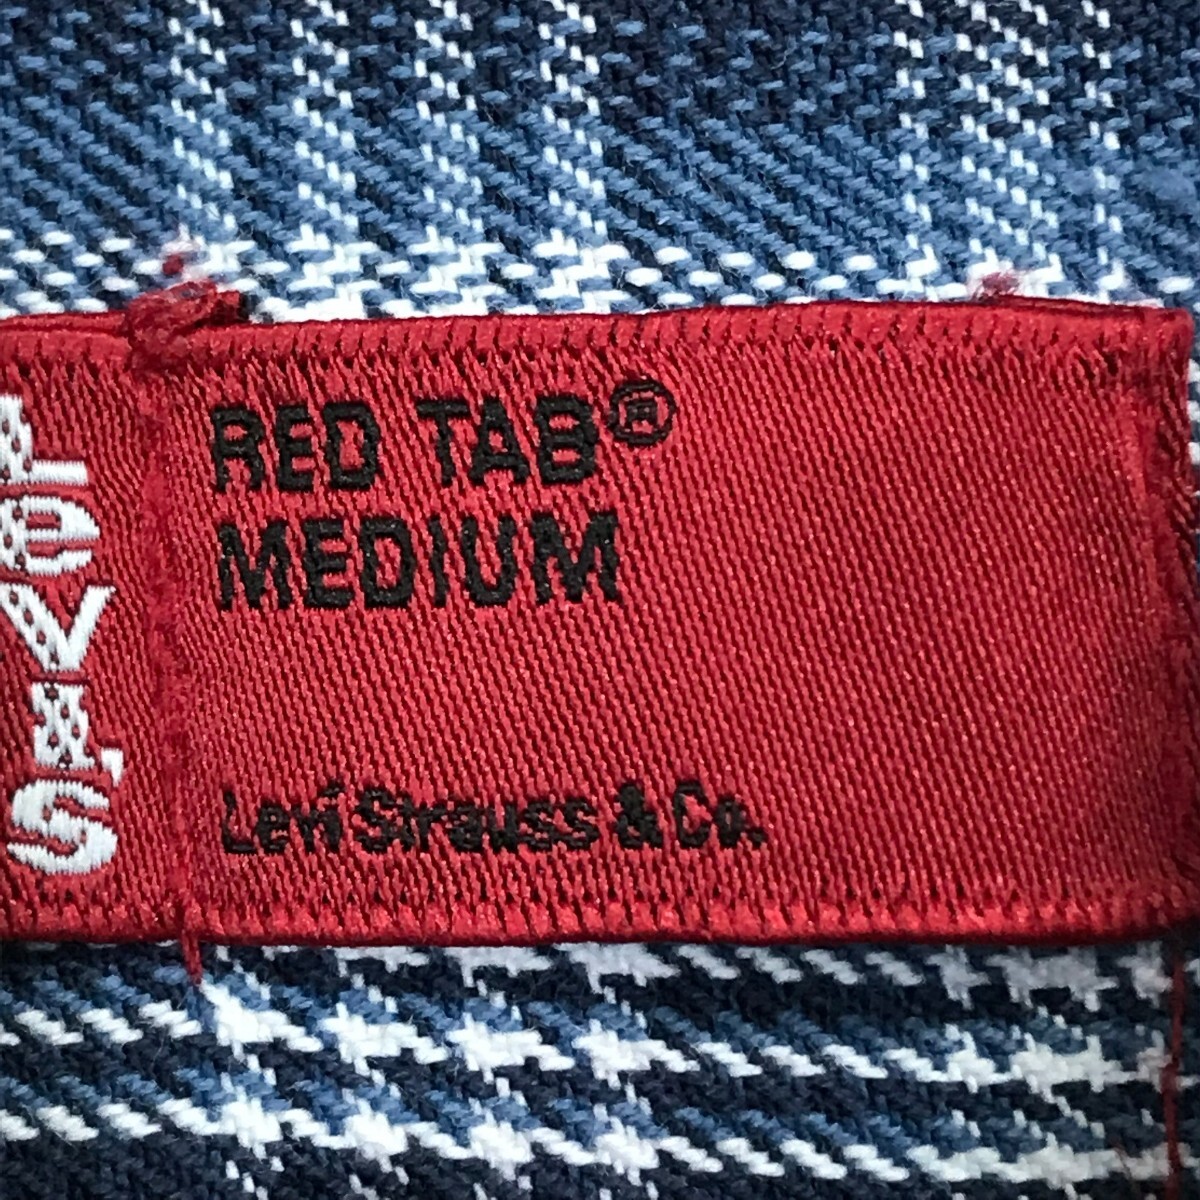 Levi's
RED TAB®
MEDIUM
Levi Strauss & Co.